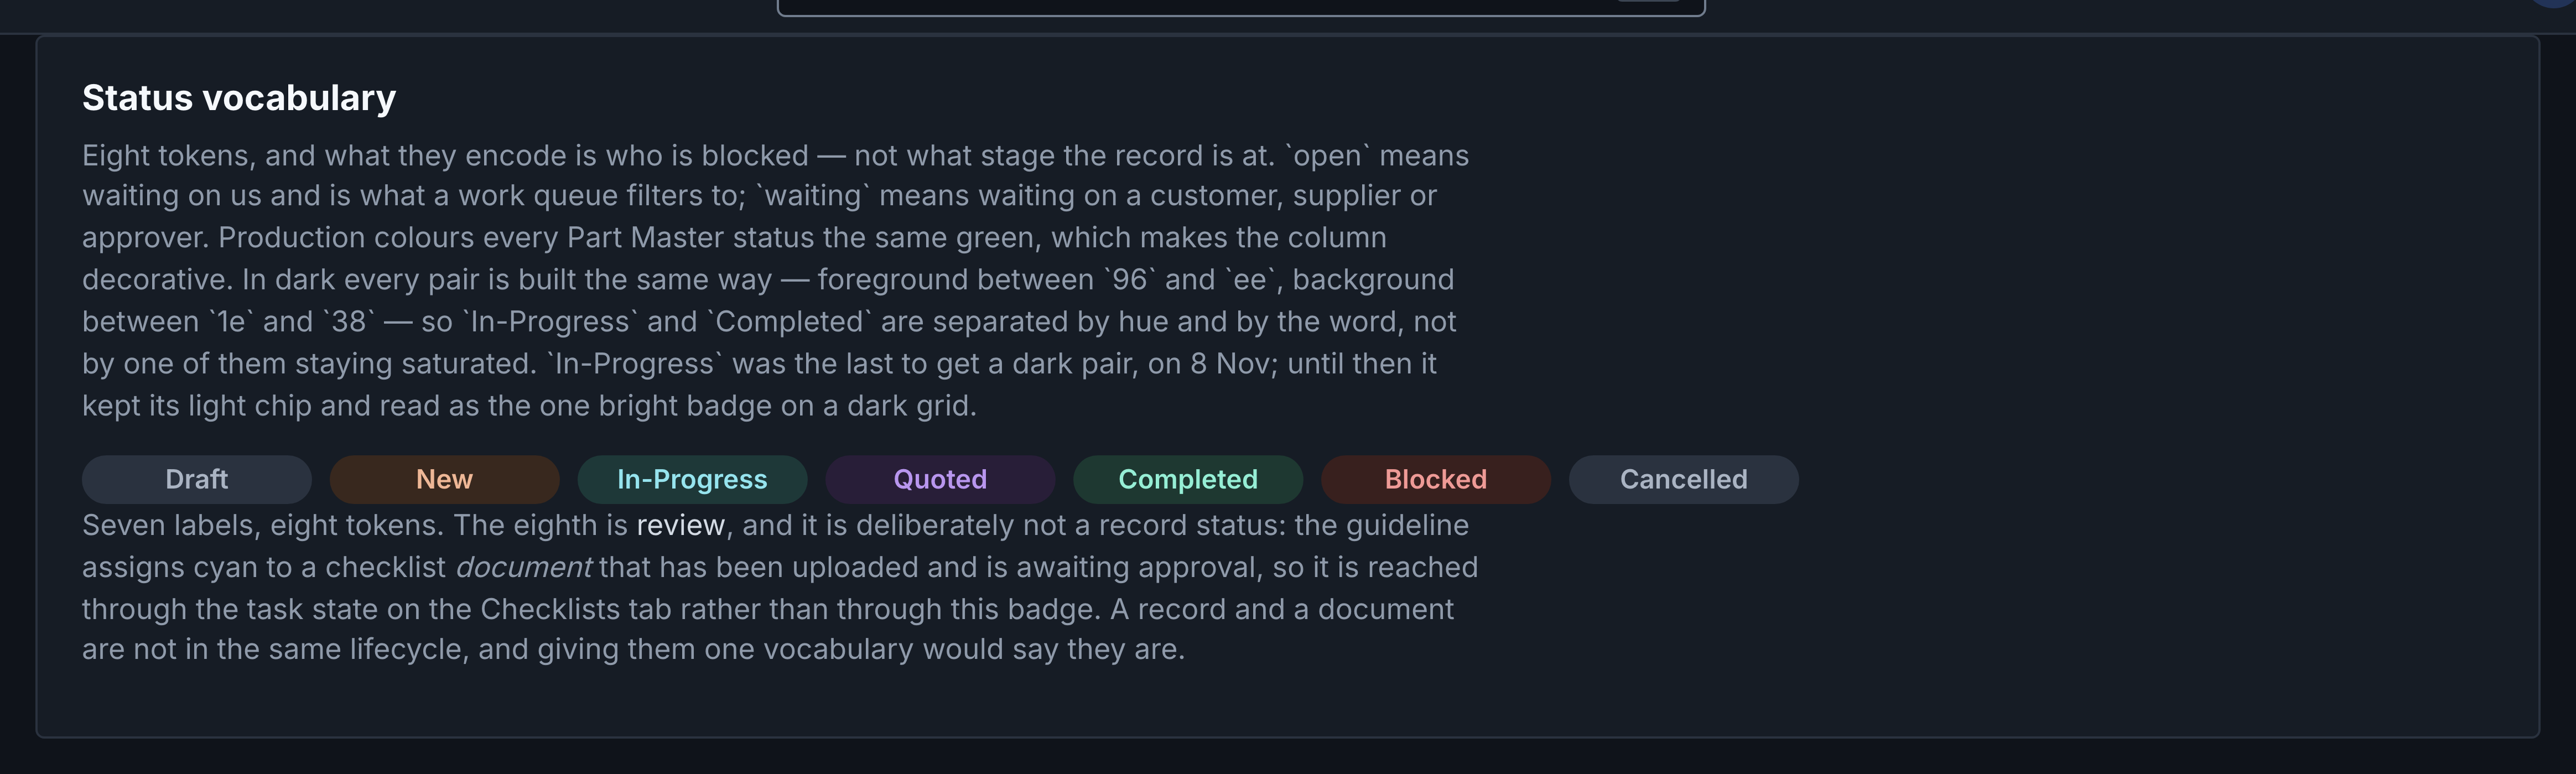 Status vocabulary
Eight tokens, and what they encode is who is blocked — not what stage the record is at. `open` means
waiting on us and is what a work queue filters to; `waiting` means waiting on a customer, supplier or
approver. Production colours every Part Master status the same green, which makes the column
decorative. In dark every pair is built the same way — foreground between `96` and `ee`, background
between `1e` and `38` — so `In-Progress` and `Completed` are separated by hue and by the word, not
by one of them staying saturated. `In-Progress` was the last to get a dark pair, on 8 Nov; until then it
kept its light chip and read as the one bright badge on a dark grid.
Draft New In-Progress Quoted Completed Blocked Cancelled
Seven labels, eight tokens. The eighth is review, and it is deliberately not a record status: the guideline
assigns cyan to a checklist document that has been uploaded and is awaiting approval, so it is reached
through the task state on the Checklists tab rather than through this badge. A record and a document
are not in the same lifecycle, and giving them one vocabulary would say they are.